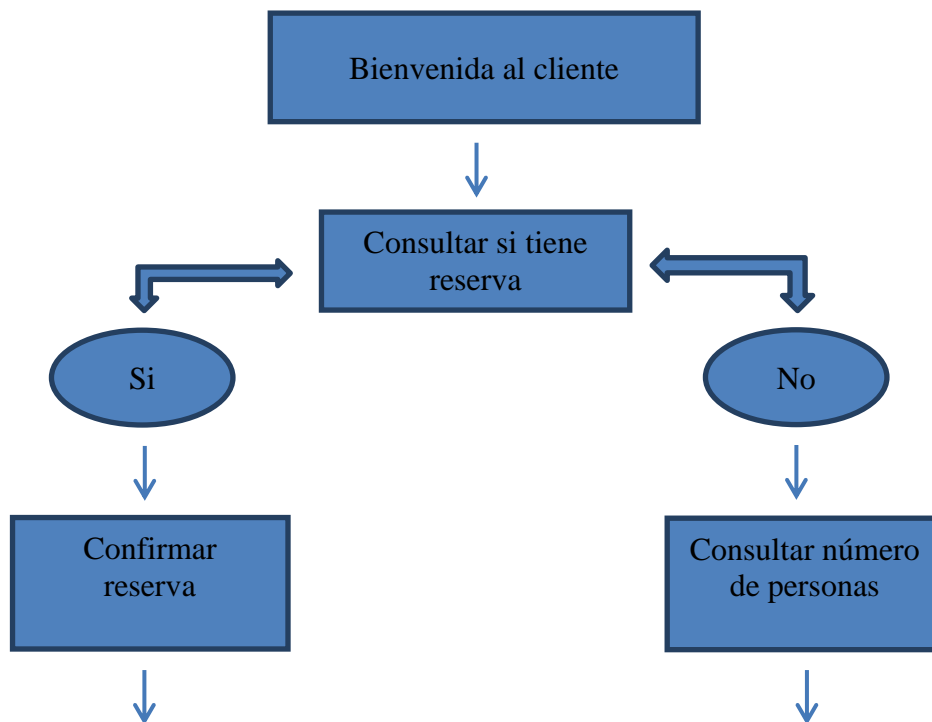 Bienvenida al cliente
Consultar si tiene
reserva
Si
No
Confirmar
reserva
Consultar número
de personas